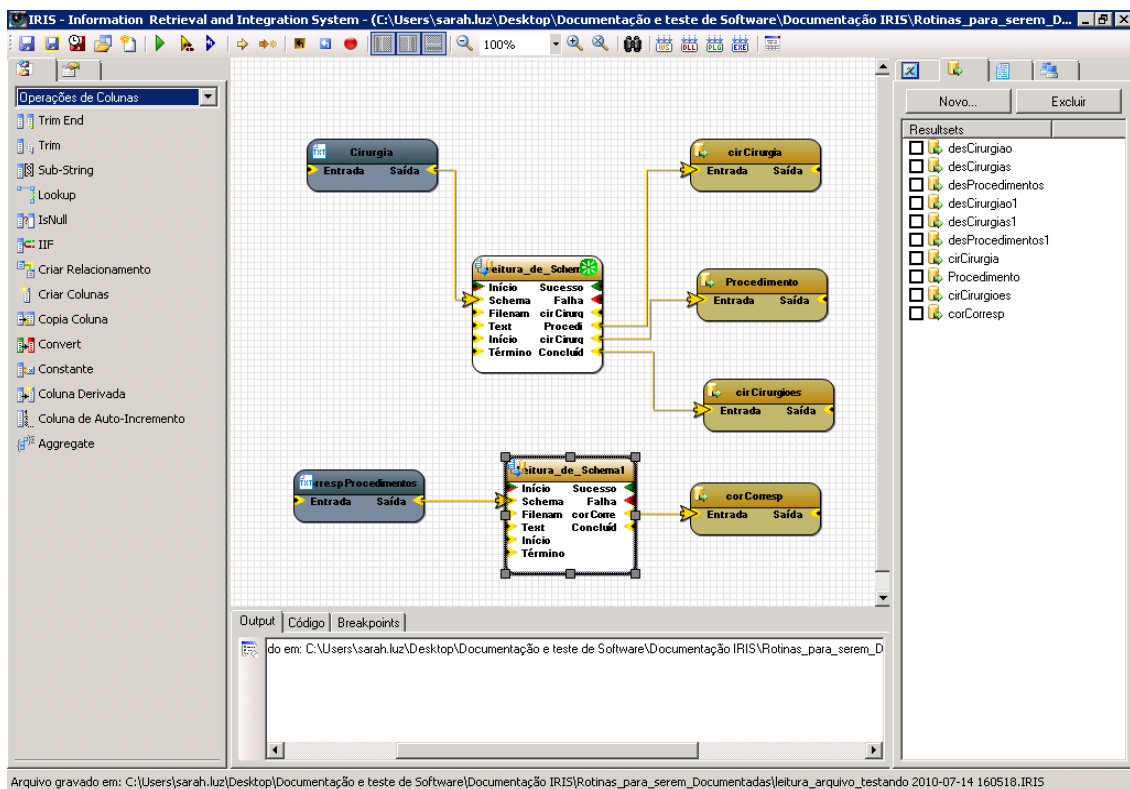 IRIS - Information Retrieval and Integration System - (C:\Users\sarah.luz\Desktop\Documentação e teste de Software\Documentação IRIS\Rotinas_para_serem_D...
100%
WS
DLL
PLG
EXE
Operações de Colunas
Trim End
Trim
Sub-String
Lookup
IsNull
IIF
Criar Relacionamento
Criar Colunas
Copia Coluna
Convert
Constante
Coluna Derivada
Coluna de Auto-Incremento
Aggregate
TXT
Cirurgia
Entrada Saída
cirCirurgia
Entrada Saída
eitura_de_Schem
Início Sucesso
Schema Falha
Filenam cirCirurg
Text Procedi
Início cirCirurg
Término Concluíd
Procedimento
Entrada Saída
cirCirurgioes
Entrada Saída
TXT
rrespProcedimentos
Entrada Saída
eitura_de_Schema1
Início Sucesso
Schema Falha
Filenam corCorre
Text Concluíd
Início
Término
corCorresp
Entrada Saída
Novo... Excluir
Resultsets
desCirurgiao
desCirurgias
desProcedimentos
desCirurgiao1
desCirurgias1
desProcedimentos1
cirCirurgia
Procedimento
cirCirurgioes
corCorresp
Output Código Breakpoints
do em: C:\Users\sarah.luz\Desktop\Documentação e teste de Software\Documentação IRIS\Rotinas_para_serem_D
Arquivo gravado em: C:\Users\sarah.luz\Desktop\Documentação e teste de Software\Documentação IRIS\Rotinas_para_serem_Documentadas\leitura_arquivo_testando 2010-07-14 160518.IRIS